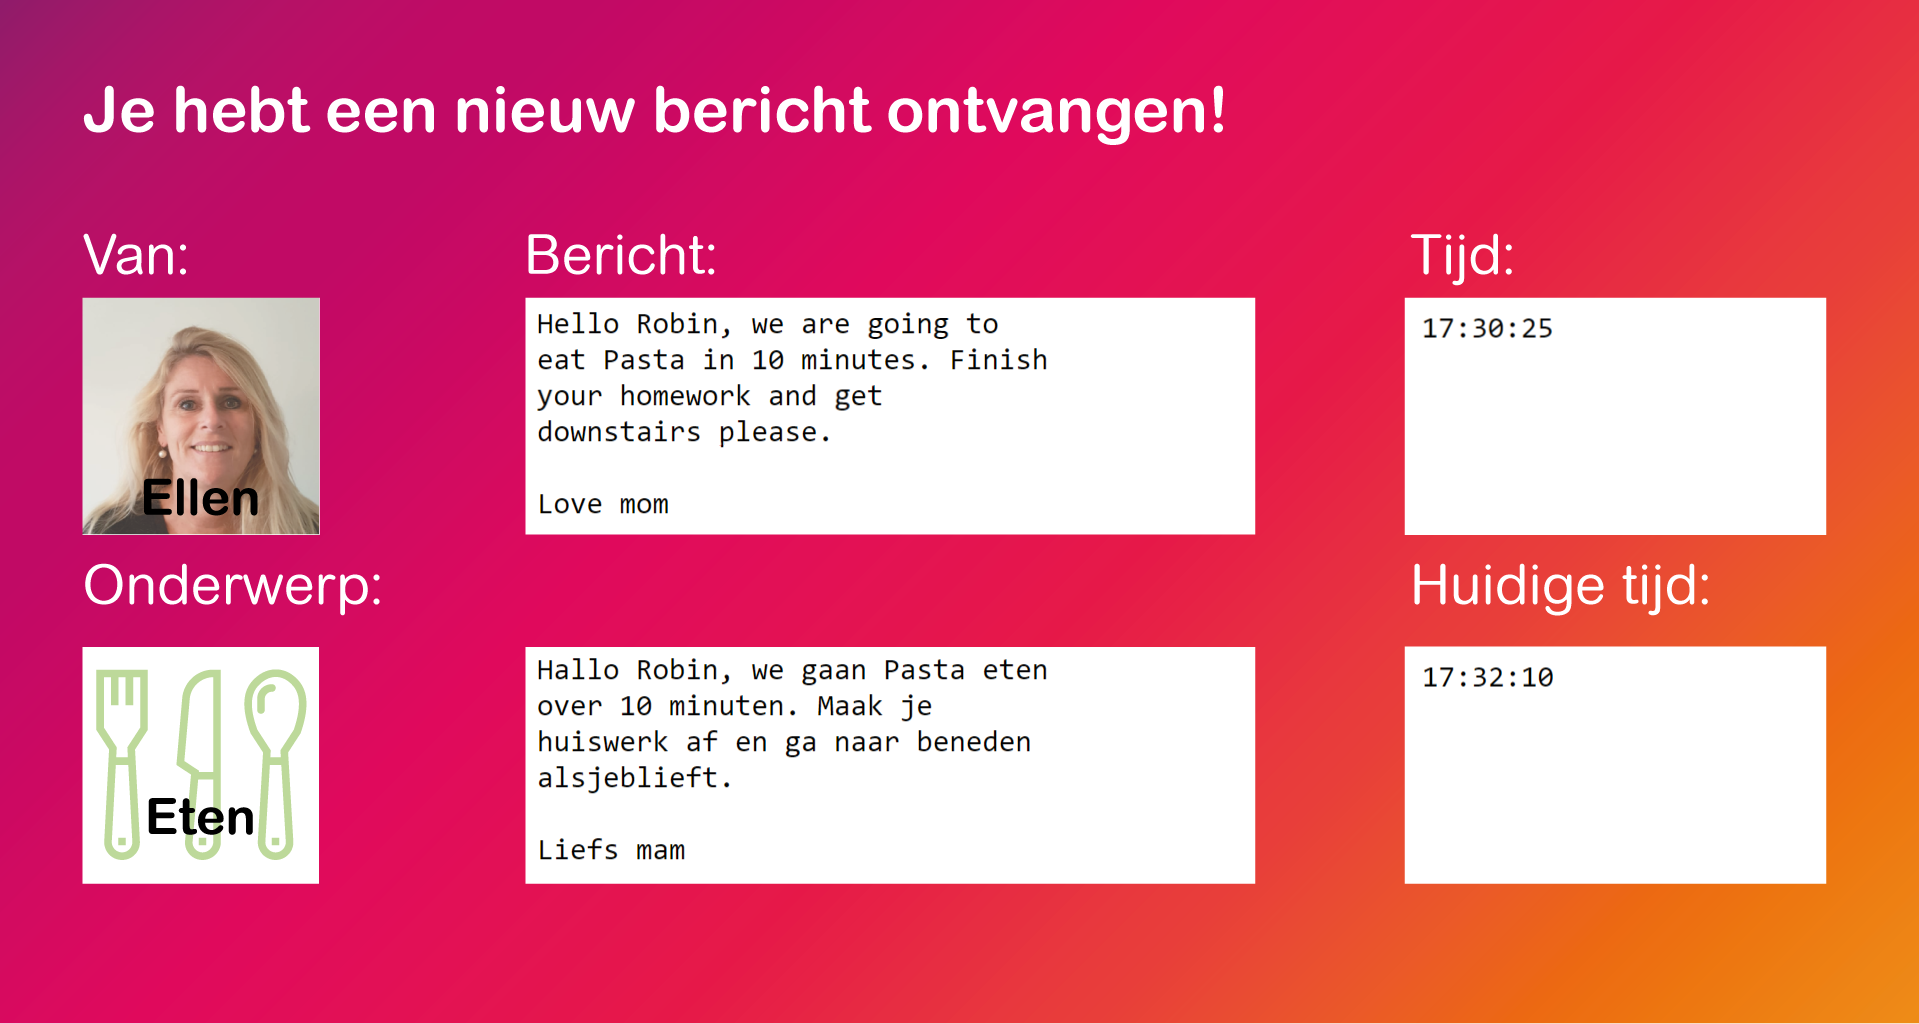 Je hebt een nieuw bericht ontvangen!
Van:
Ellen
Bericht:
Hello Robin, we are going to
eat Pasta in 10 minutes. Finish
your homework and get
downstairs please.
Love mom
Tijd:
17:30:25
Onderwerp:
Eten
Hallo Robin, we gaan Pasta eten
over 10 minuten. Maak je
huiswerk af en ga naar beneden
alsjeblieft.
Liefs mam
Huidige tijd:
17:32:10